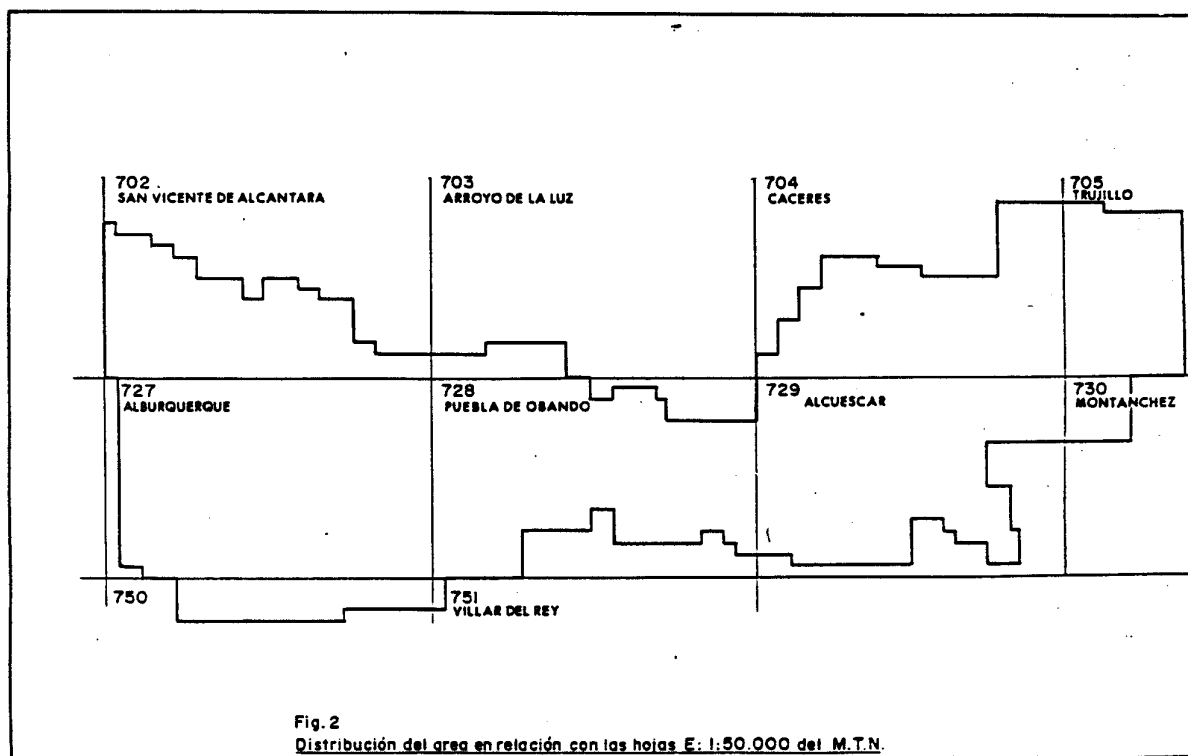 702
SAN VICENTE DE ALCANTARA
703
ARROYO DE LA LUZ
704
CACERES
705
TRUJILLO
727
ALBURQUERQUE
728
PUEBLA DE OBANDO
729
ALCUESCAR
730
MONTANCHEZ
750
751
VILLAR DEL REY
Fig. 2
Distribución del area en relación con las hojas E: 1:50.000 del M.T.N.